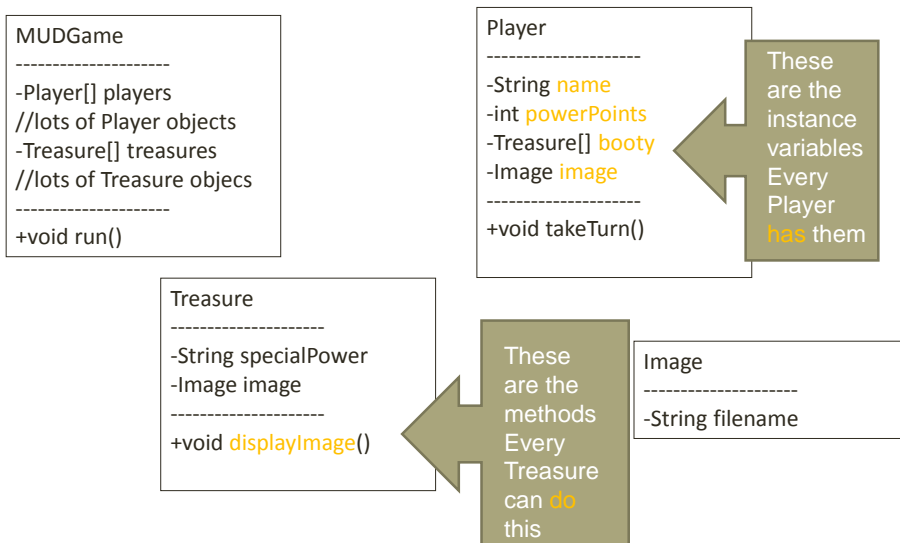 MUDGame
---------------------
-Player[] players
//lots of Player objects
-Treasure[] treasures
//lots of Treasure objecs
---------------------
+void run()
Player
---------------------
-String name
-int powerPoints
-Treasure[] booty
-Image image
---------------------
+void takeTurn()
These
are the
instance
variables
Every
Player
has them
Treasure
---------------------
-String specialPower
-Image image
---------------------
+void displayImage()
These
are the
methods
Every
Treasure
can do
this
Image
---------------------
-String filename